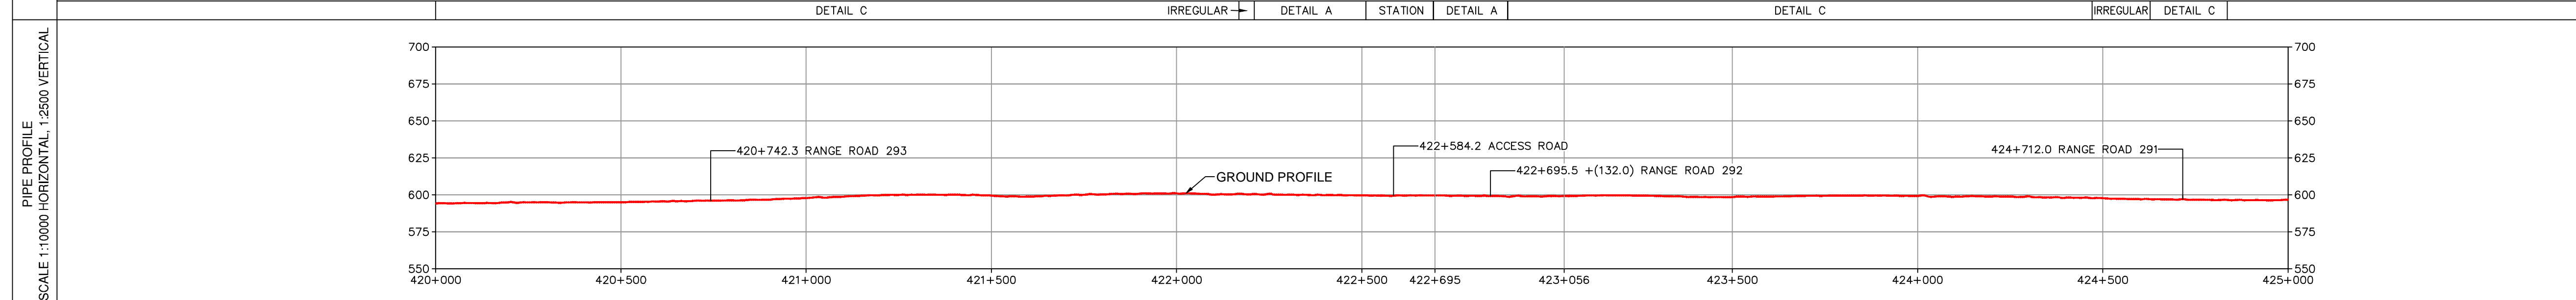 DETAIL C IRREGULAR DETAIL A STATION DETAIL A DETAIL C IRREGULAR DETAIL C
PIPE PROFILE
SCALE 1:10000 HORIZONTAL, 1:2500 VERTICAL
700 700
675 675
650 650
422+584.2 ACCESS ROAD
424+712.0 RANGE ROAD 291
420+742.3 RANGE ROAD 293
625 625
422+695.5 +(132.0) RANGE ROAD 292
GROUND PROFILE
600 600
575 575
550 550
420+000 420+500 421+000 421+500 422+000 422+500 422+695 423+056 423+500 424+000 424+500 425+000